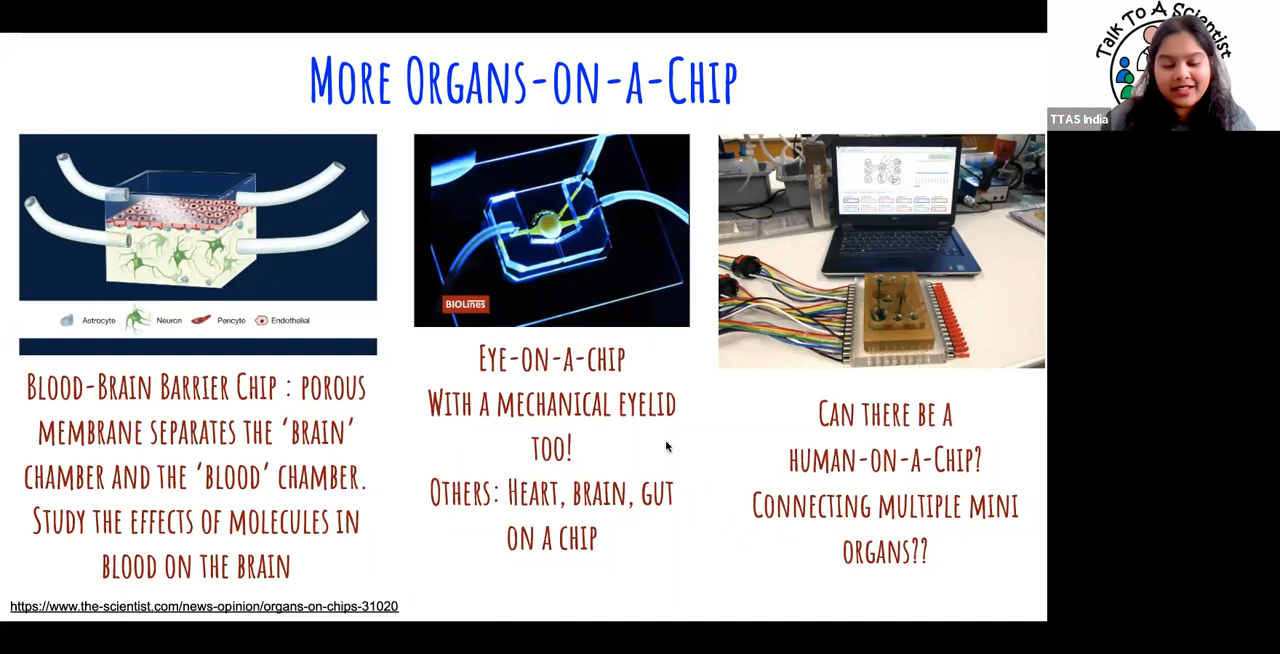 More Organs-on-a-Chip
Talk To A Scientist
TTAS India
Astrocyte Neuron Pericyte Endothelial
BIOLines
Blood-Brain Barrier Chip : porous
membrane separates the ‘brain’
chamber and the ‘blood’ chamber.
Study the effects of molecules in
blood on the brain
Eye-on-a-chip
With a mechanical eyelid
too!
Others: Heart, brain, gut
on a chip
Can there be a
human-on-a-Chip?
Connecting multiple mini
organs??
https://www.the-scientist.com/news-opinion/organs-on-chips-31020